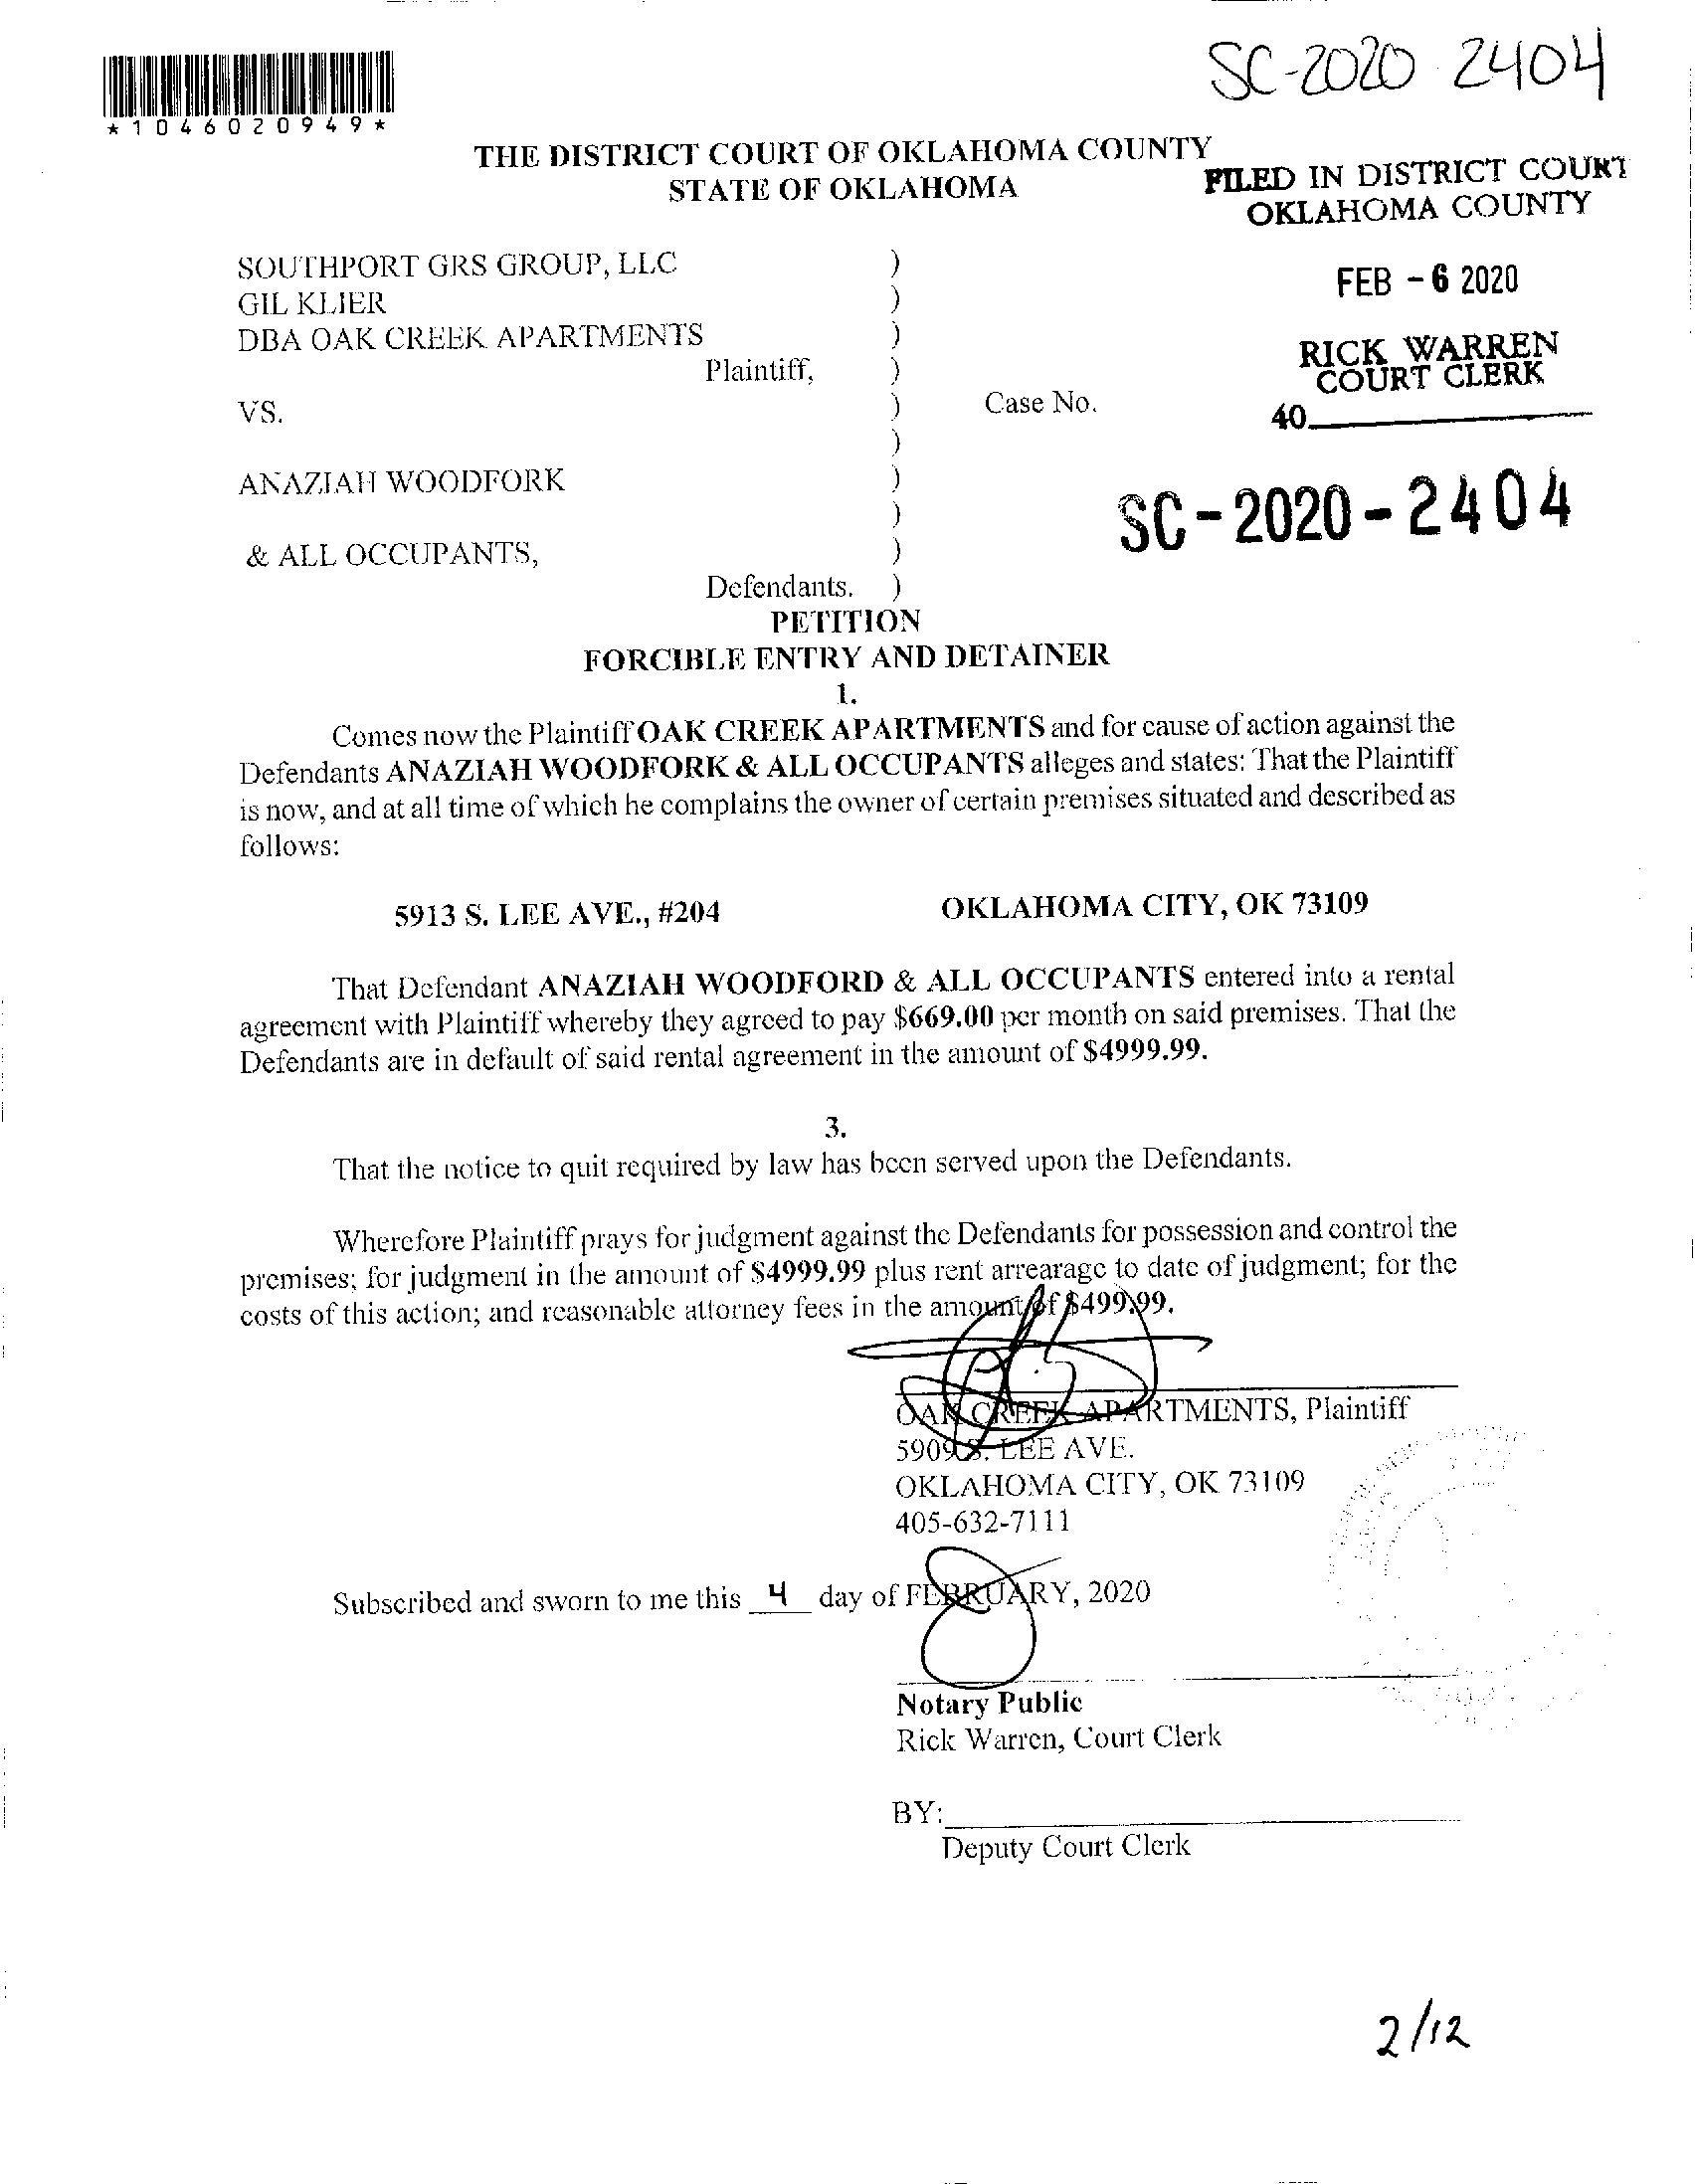 SC-2020 2404
*1046020949*
THE DISTRICT COURT OF OKLAHOMA COUNTY
STATE OF OKLAHOMA
FILED IN DISTRICT COURT
OKLAHOMA COUNTY
FEB - 6 2020
RICK WARREN
COURT CLERK
40
SOUTHPORT GRS GROUP, LLC )
GIL KLIER )
DBA OAK CREEK APARTMENTS )
Plaintiff, )
VS. ) Case No.
)
ANAZIAH WOODFORK )
)
SC-2020-2404
& ALL OCCUPANTS, )
Defendants. )
PETITION
FORCIBLE ENTRY AND DETAINER
1.
Comes now the Plaintiff OAK CREEK APARTMENTS and for cause of action against the
Defendants ANAZIAH WOODFORK & ALL OCCUPANTS alleges and states: That the Plaintiff
is now, and at all time of which he complains the owner of certain premises situated and described as
follows:
5913 S. LEE AVE., #204 OKLAHOMA CITY, OK 73109
That Defendant ANAZIAH WOODFORD & ALL OCCUPANTS entered into a rental
agreement with Plaintiff whereby they agreed to pay $669.00 per month on said premises. That the
Defendants are in default of said rental agreement in the amount of $4999.99.
3.
That the notice to quit required by law has been served upon the Defendants.
Wherefore Plaintiff prays for judgment against the Defendants for possession and control the
premises; for judgment in the amount of $4999.99 plus rent arrearage to date of judgment; for the
costs of this action; and reasonable attorney fees in the amount of $499.99.
OAK CREEK APARTMENTS, Plaintiff
5909 S. LEE AVE.
OKLAHOMA CITY, OK 73109
405-632-7111
Subscribed and sworn to me this 4 day of FEBRUARY, 2020
Notary Public
Rick Warren, Court Clerk
BY:
Deputy Court Clerk
2/12